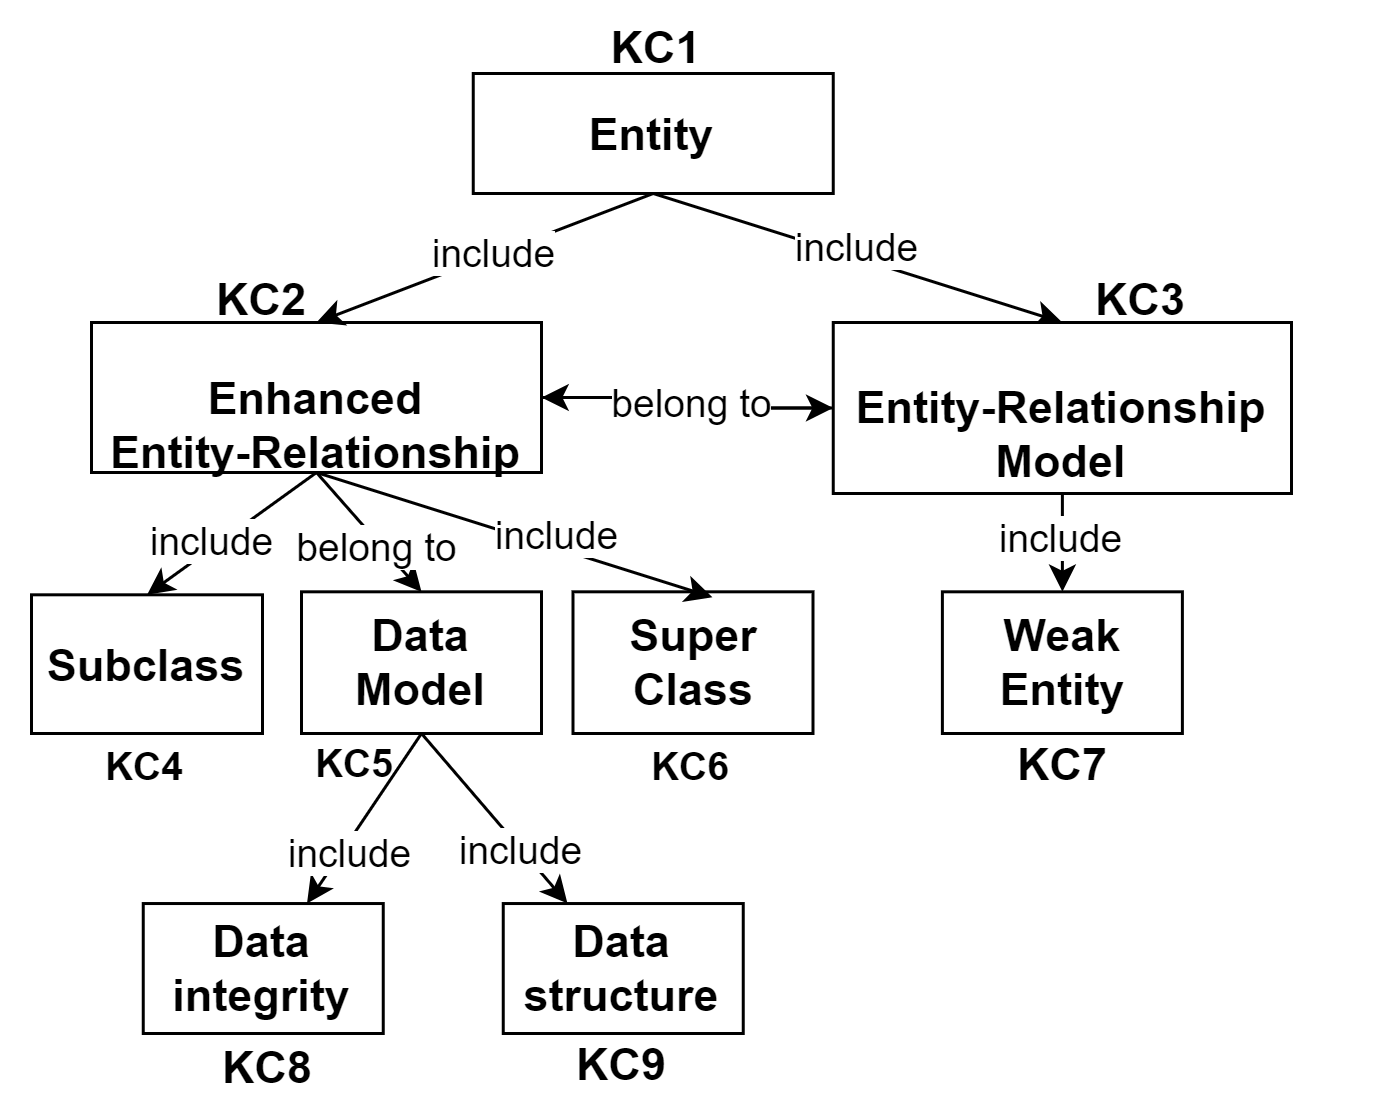 KC1
Entity
include
include
KC2
KC3
Enhanced
Entity-Relationship
belong to
Entity-Relationship
Model
include
belong to
include
include
Subclass
Data
Model
Super
Class
Weak
Entity
KC4
KC5
KC6
KC7
include
include
Data
integrity
Data
structure
KC8
KC9